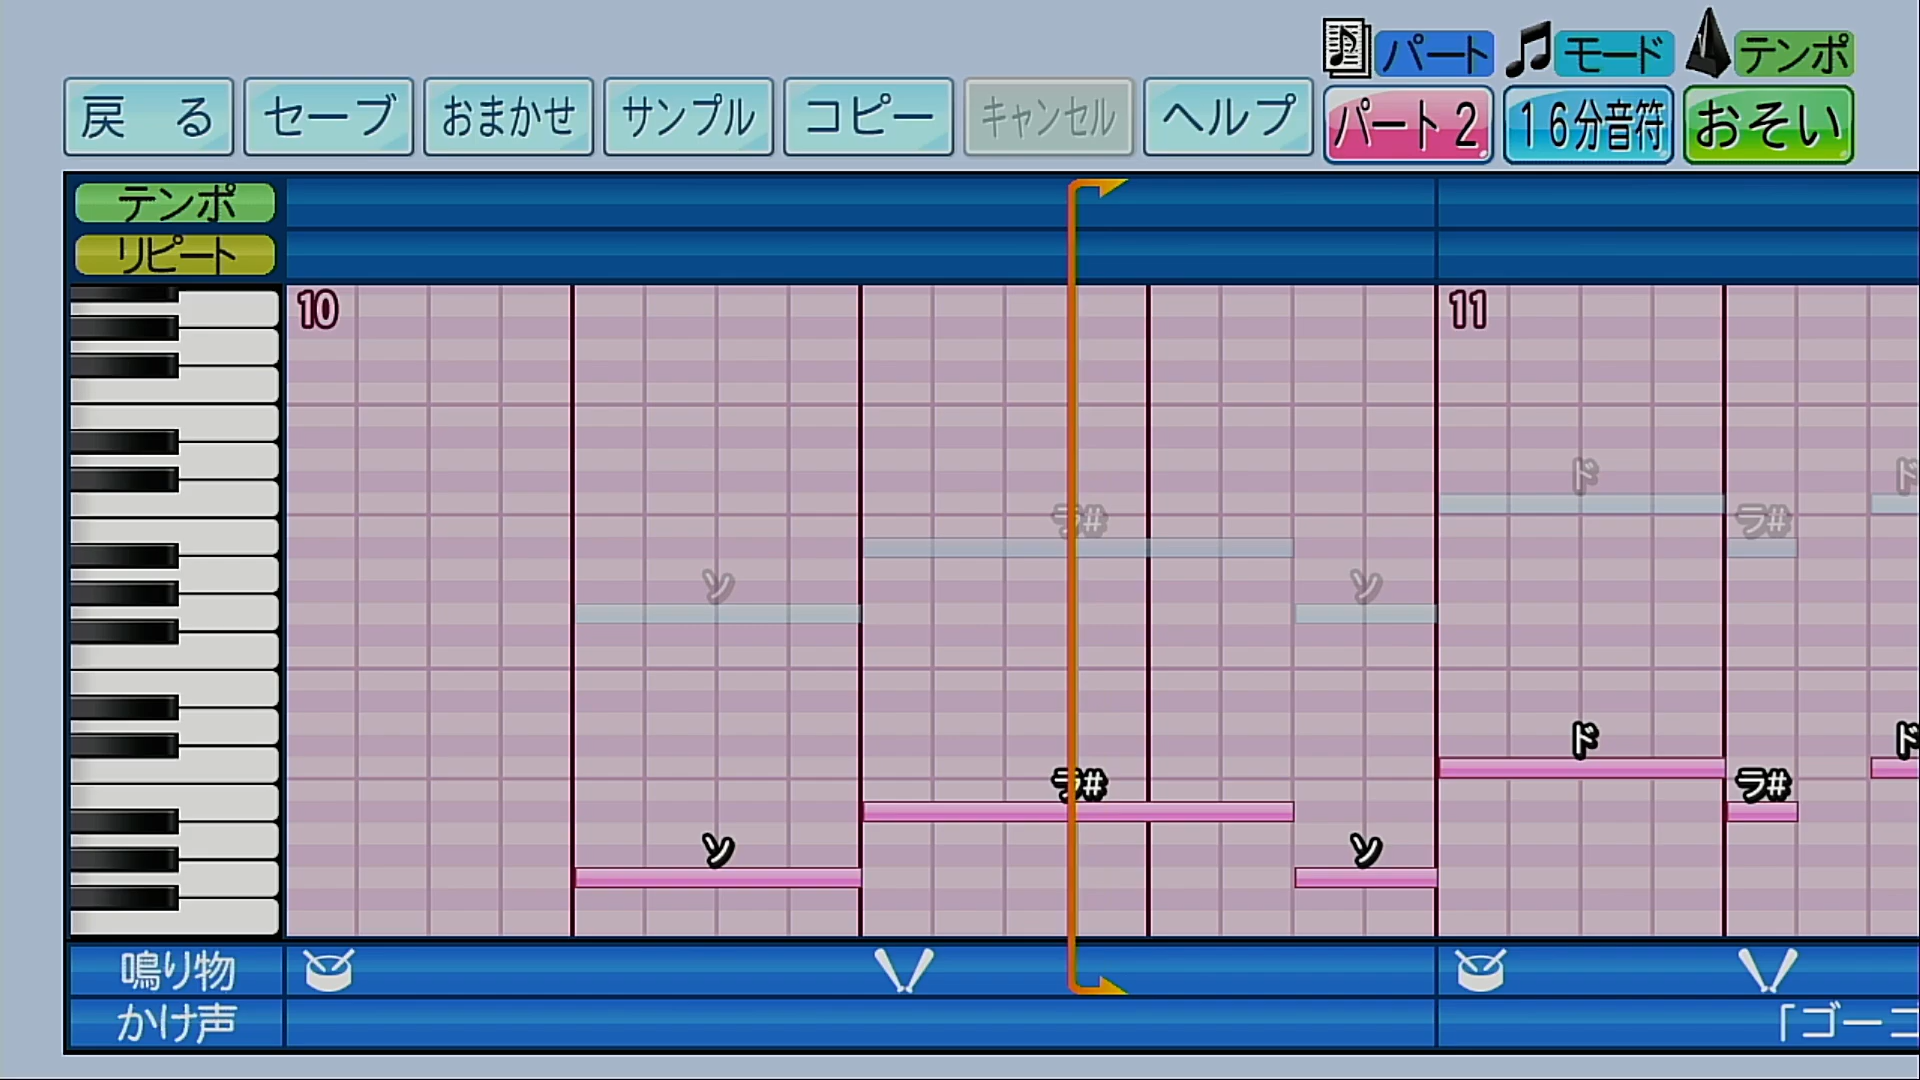 パート モード テンポ
戻る セーブ おまかせ サンプル コピー キャンセル ヘルプ パート2 16分音符 おそい
テンポ
リピート
10 11
ド ド
ラ# ラ#
ソ ソ
ド ド
ラ# ラ#
ソ ソ
鳴り物
かけ声 「ゴーゴ